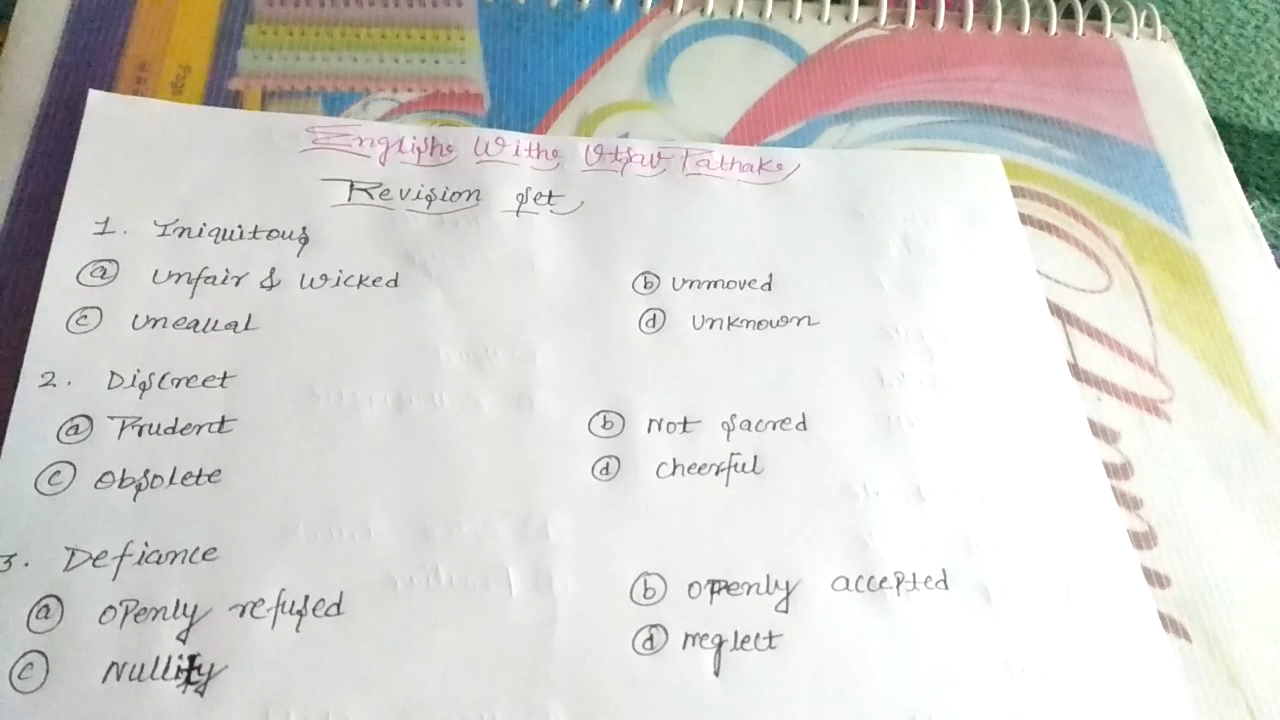 English With Utsav Pathak
Revision set
1. Iniquitous
(a) unfair & wicked (b) unmoved
(c) unequal (d) unknown
2. Discreet
(a) Prudent (b) Not sacred
(c) obsolete (d) cheerful
3. Defiance
(a) openly refused (b) openly accepted
(c) Nullify (d) neglect